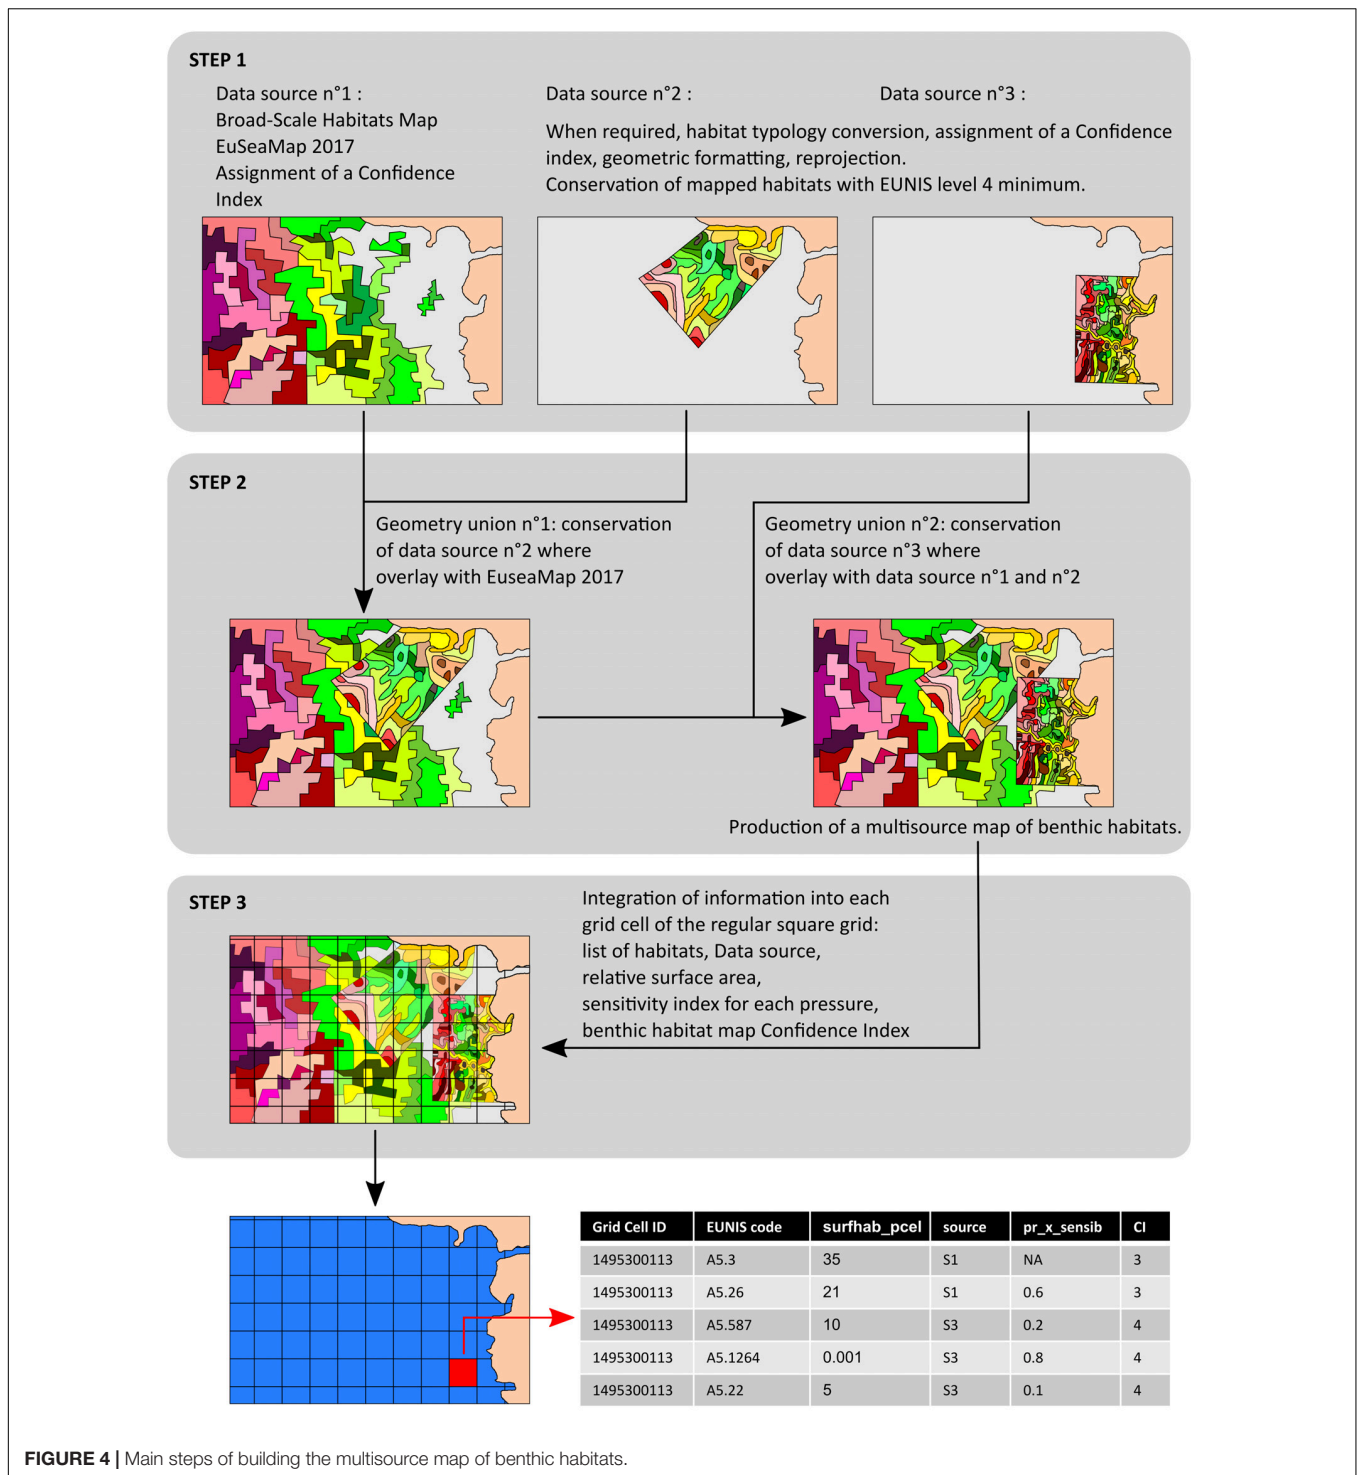 STEP 1
Data source n°1 :
Broad-Scale Habitats Map
EuSeaMap 2017
Assignment of a Confidence
Index
Data source n°2 :
Data source n°3 :
When required, habitat typology conversion, assignment of a Confidence
index, geometric formatting, reprojection.
Conservation of mapped habitats with EUNIS level 4 minimum.
STEP 2
Geometry union n°1: conservation
of data source n°2 where
overlay with EuseaMap 2017
Geometry union n°2: conservation
of data source n°3 where
overlay with data source n°1 and n°2
Production of a multisource map of benthic habitats.
STEP 3
Integration of information into each
grid cell of the regular square grid:
list of habitats, Data source,
relative surface area,
sensitivity index for each pressure,
benthic habitat map Confidence Index
Grid Cell ID EUNIS code surfhab_pcel source pr_x_sensib CI
1495300113 A5.3 35 S1 NA 3
1495300113 A5.26 21 S1 0.6 3
1495300113 A5.587 10 S3 0.2 4
1495300113 A5.1264 0.001 S3 0.8 4
1495300113 A5.22 5 S3 0.1 4
FIGURE 4 | Main steps of building the multisource map of benthic habitats.